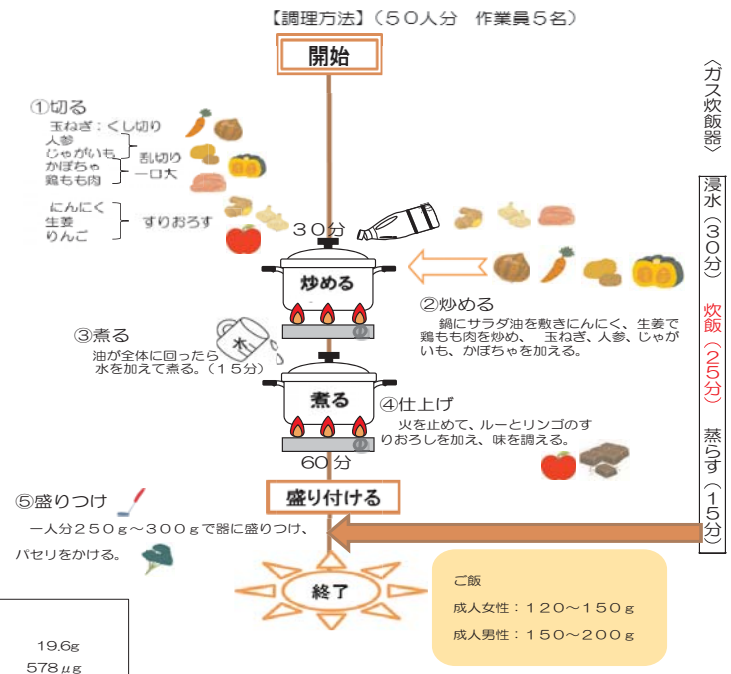 【調理方法】（５０人分　作業員５名）
開始
①切る
玉ねぎ：くし切り
人参
じゃがいも
乱切り
かぼちゃ
鶏もも肉
一口大
にんにく
生姜
りんご
すりおろす
３０分
炒める
②炒める
鍋にサラダ油を敷きにんにく、生姜で
鶏もも肉を炒め、　玉ねぎ、人参、じゃが
いも、かぼちゃを加える。
③煮る
油が全体に回ったら
水を加えて煮る。（１５分）
水
煮る
④仕上げ
火を止めて、ルーとリンゴのす
りおろしを加え、味を調える。
60分
盛り付ける
⑤盛りつけ
一人分２５０ｇ～３００ｇで器に盛りつけ、
パセリをかける。
終了
〈ガス炊飯器〉
浸水（３０分）　炊飯（２５分）　蒸らす（１５分）
ご飯
成人女性：１２０～１５０ｇ
成人男性：１５０～２００ｇ
19.6g
578μg